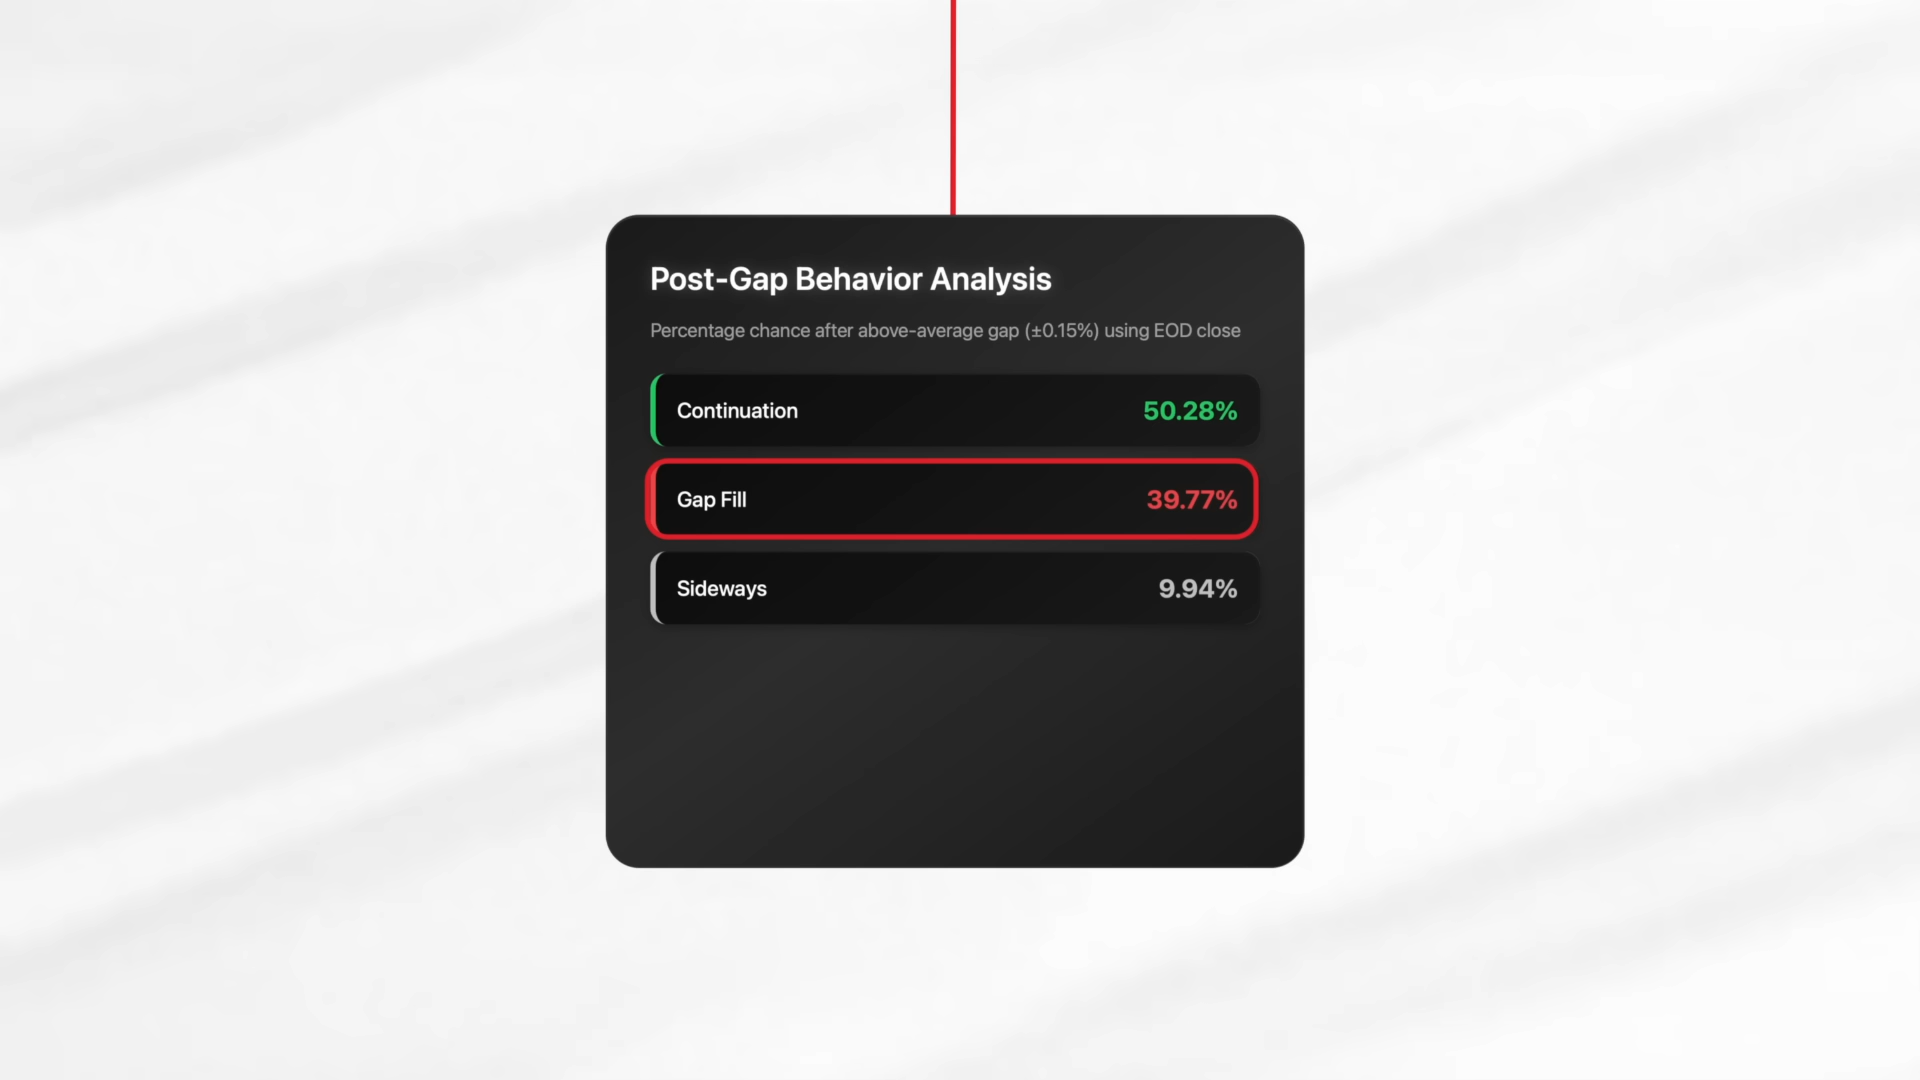 Post-Gap Behavior Analysis
Percentage chance after above-average gap (±0.15%) using EOD close
Continuation 50.28%
Gap Fill 39.77%
Sideways 9.94%